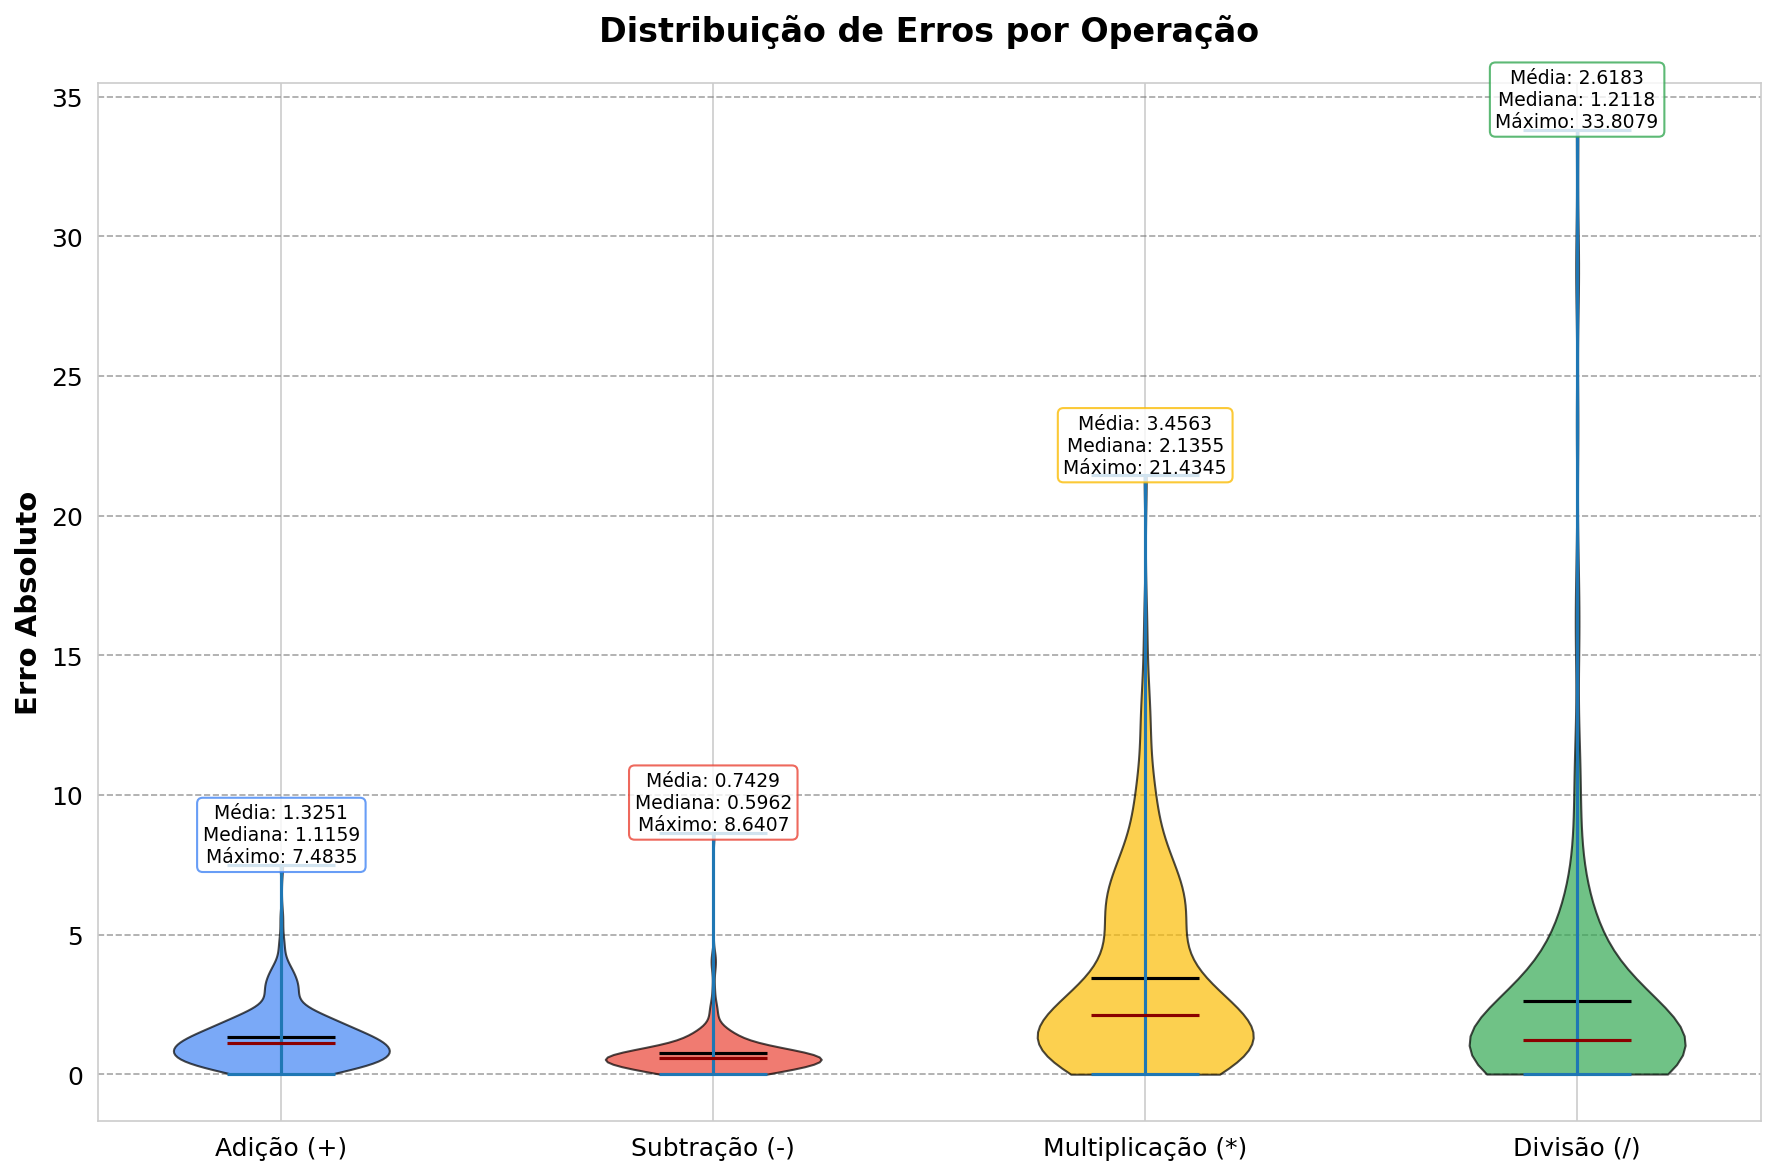 Distribuição de Erros por Operação
Erro Absoluto
35
30
25
20
15
10
5
0
Média: 1.3251
Mediana: 1.1159
Máximo: 7.4835
Média: 0.7429
Mediana: 0.5962
Máximo: 8.6407
Média: 3.4563
Mediana: 2.1355
Máximo: 21.4345
Média: 2.6183
Mediana: 1.2118
Máximo: 33.8079
Adição (+)
Subtração (-)
Multiplicação (*)
Divisão (/)